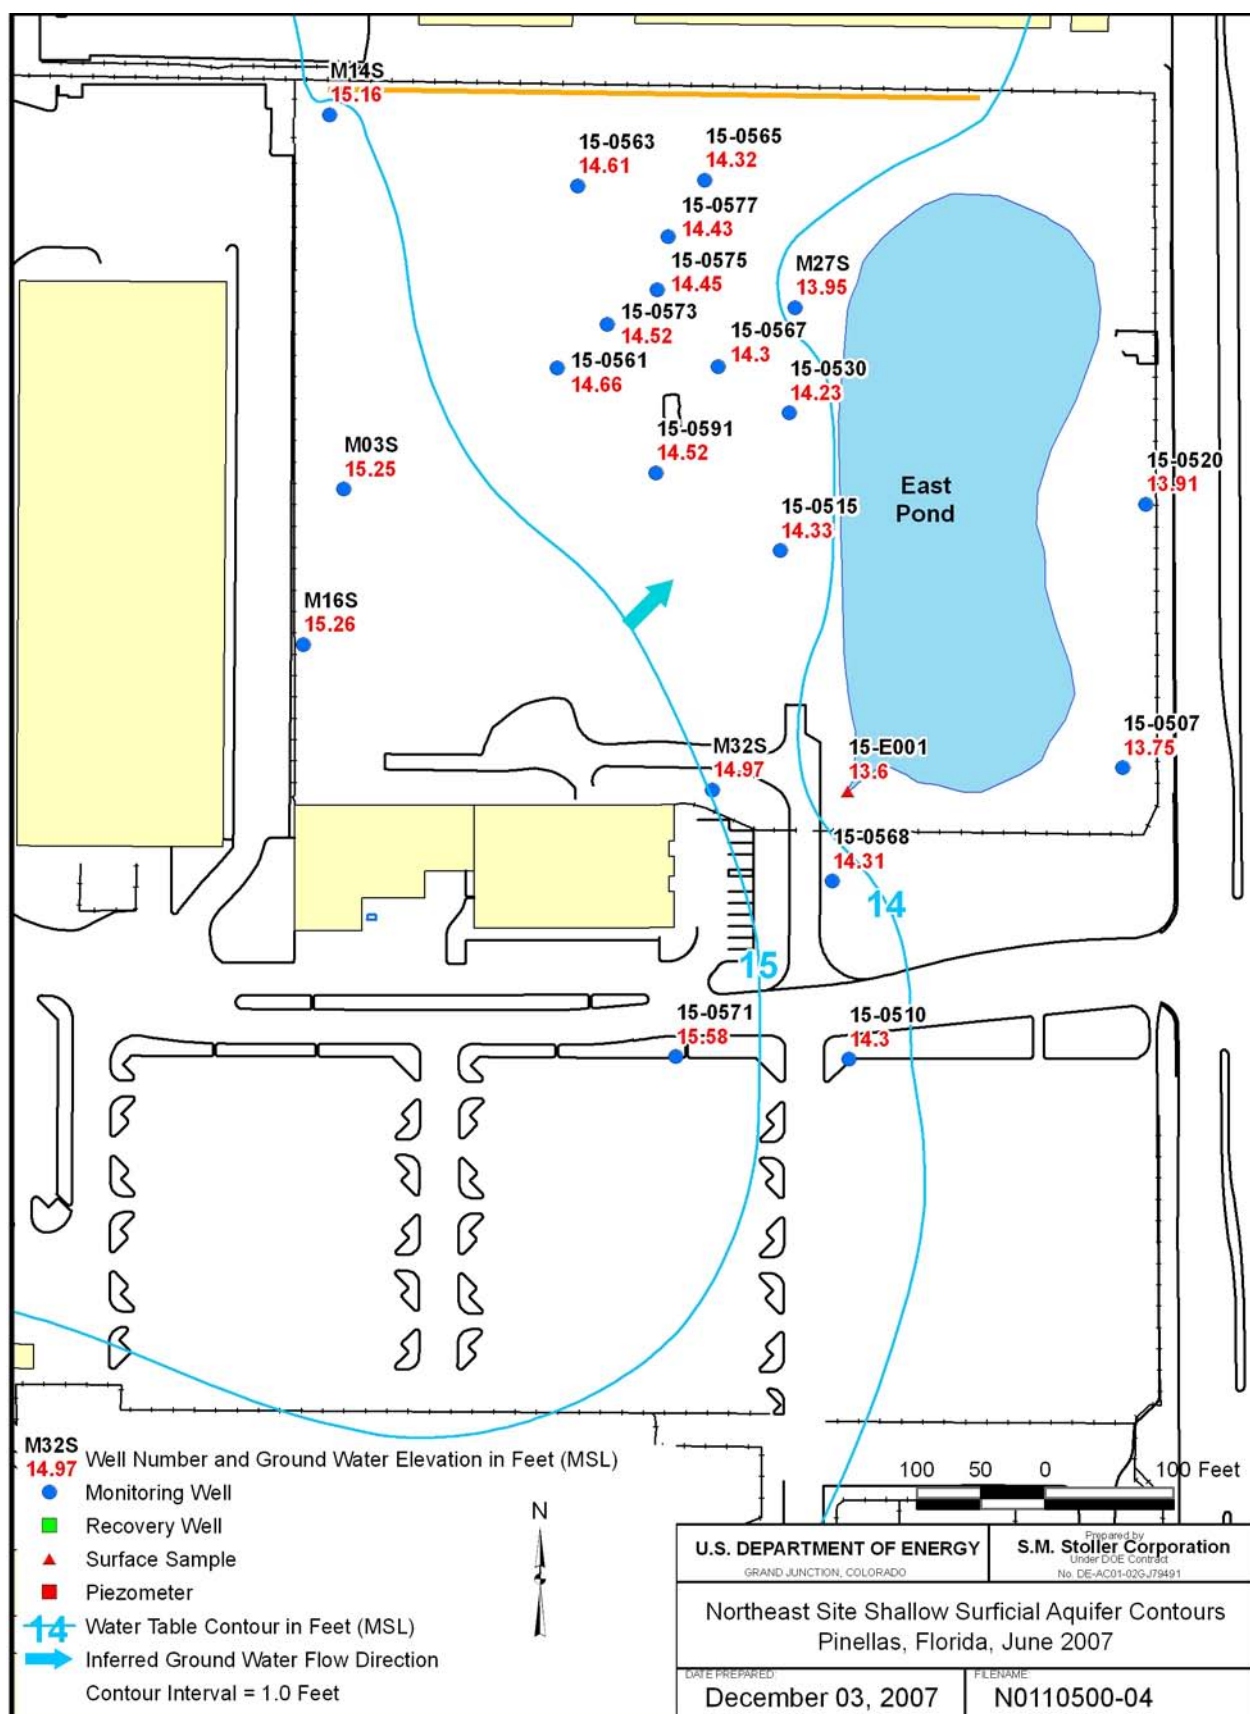 M14S
15.16
15-0563
14.61
15-0565
14.32
15-0577
14.43
15-0575
14.45
M27S
13.95
15-0573
14.52
15-0567
14.3
15-0561
14.66
15-0530
14.23
15-0591
14.52
M03S
15.25
15-0520
13.91
East
Pond
15-0515
14.33
M16S
15.26
15-0507
13.75
M32S
14.97
15-E001
13.6
15-0568
14.31
14
15
15-0571
15.58
15-0510
14.3
M32S
14.97
Well Number and Ground Water Elevation in Feet (MSL)
Monitoring Well
Recovery Well
Surface Sample
Piezometer
14
Water Table Contour in Feet (MSL)
Inferred Ground Water Flow Direction
Contour Interval = 1.0 Feet
N
100 50 0 100 Feet
U.S. DEPARTMENT OF ENERGY
GRAND JUNCTION, COLORADO
Prepared by
S.M. Stoller Corporation
Under DOE Contract
No. DE-AC01-02GJ79491
Northeast Site Shallow Surficial Aquifer Contours
Pinellas, Florida, June 2007
DATE PREPARED:
December 03, 2007
FILENAME:
N0110500-04